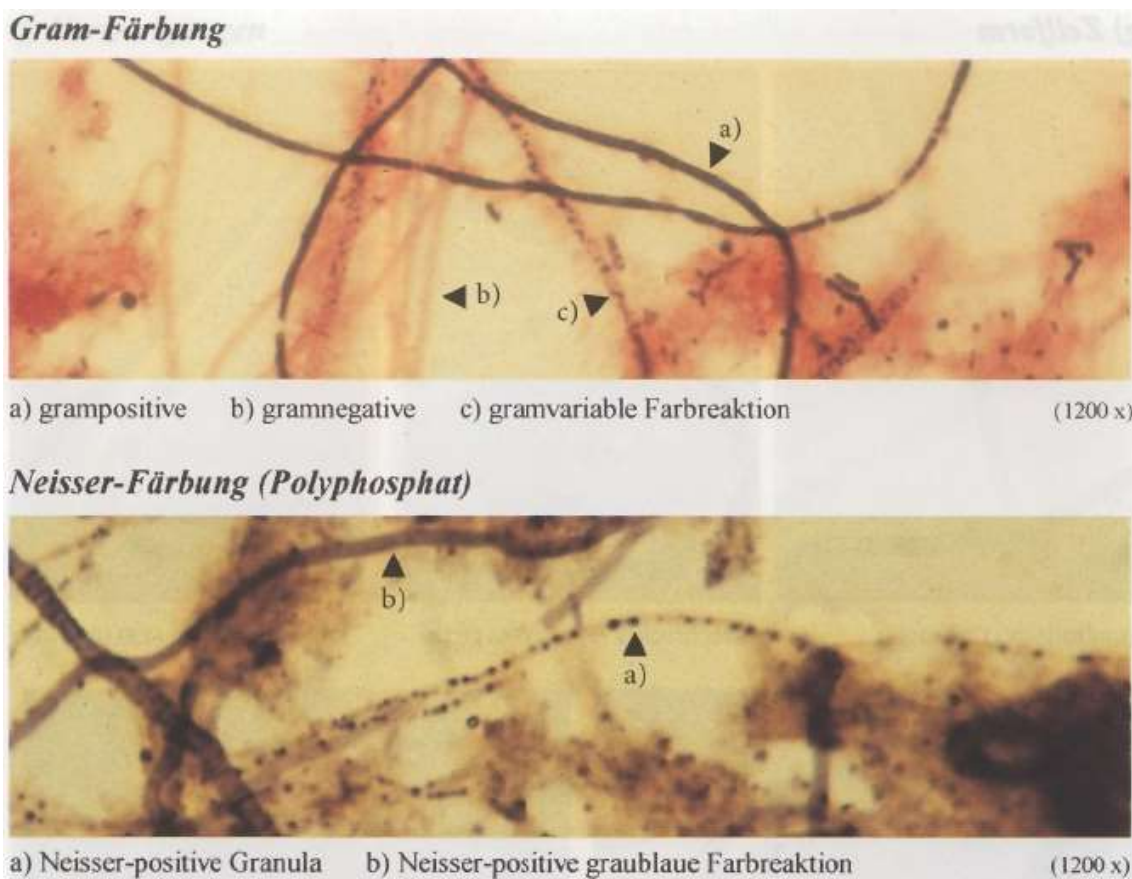 Gram-Färbung
a)
b)
c)
a) grampositive b) gramnegative c) gramvariable Farbreaktion (1200 x)
Neisser-Färbung (Polyphosphat)
b)
a)
a) Neisser-positive Granula b) Neisser-positive graublaue Farbreaktion (1200 x)